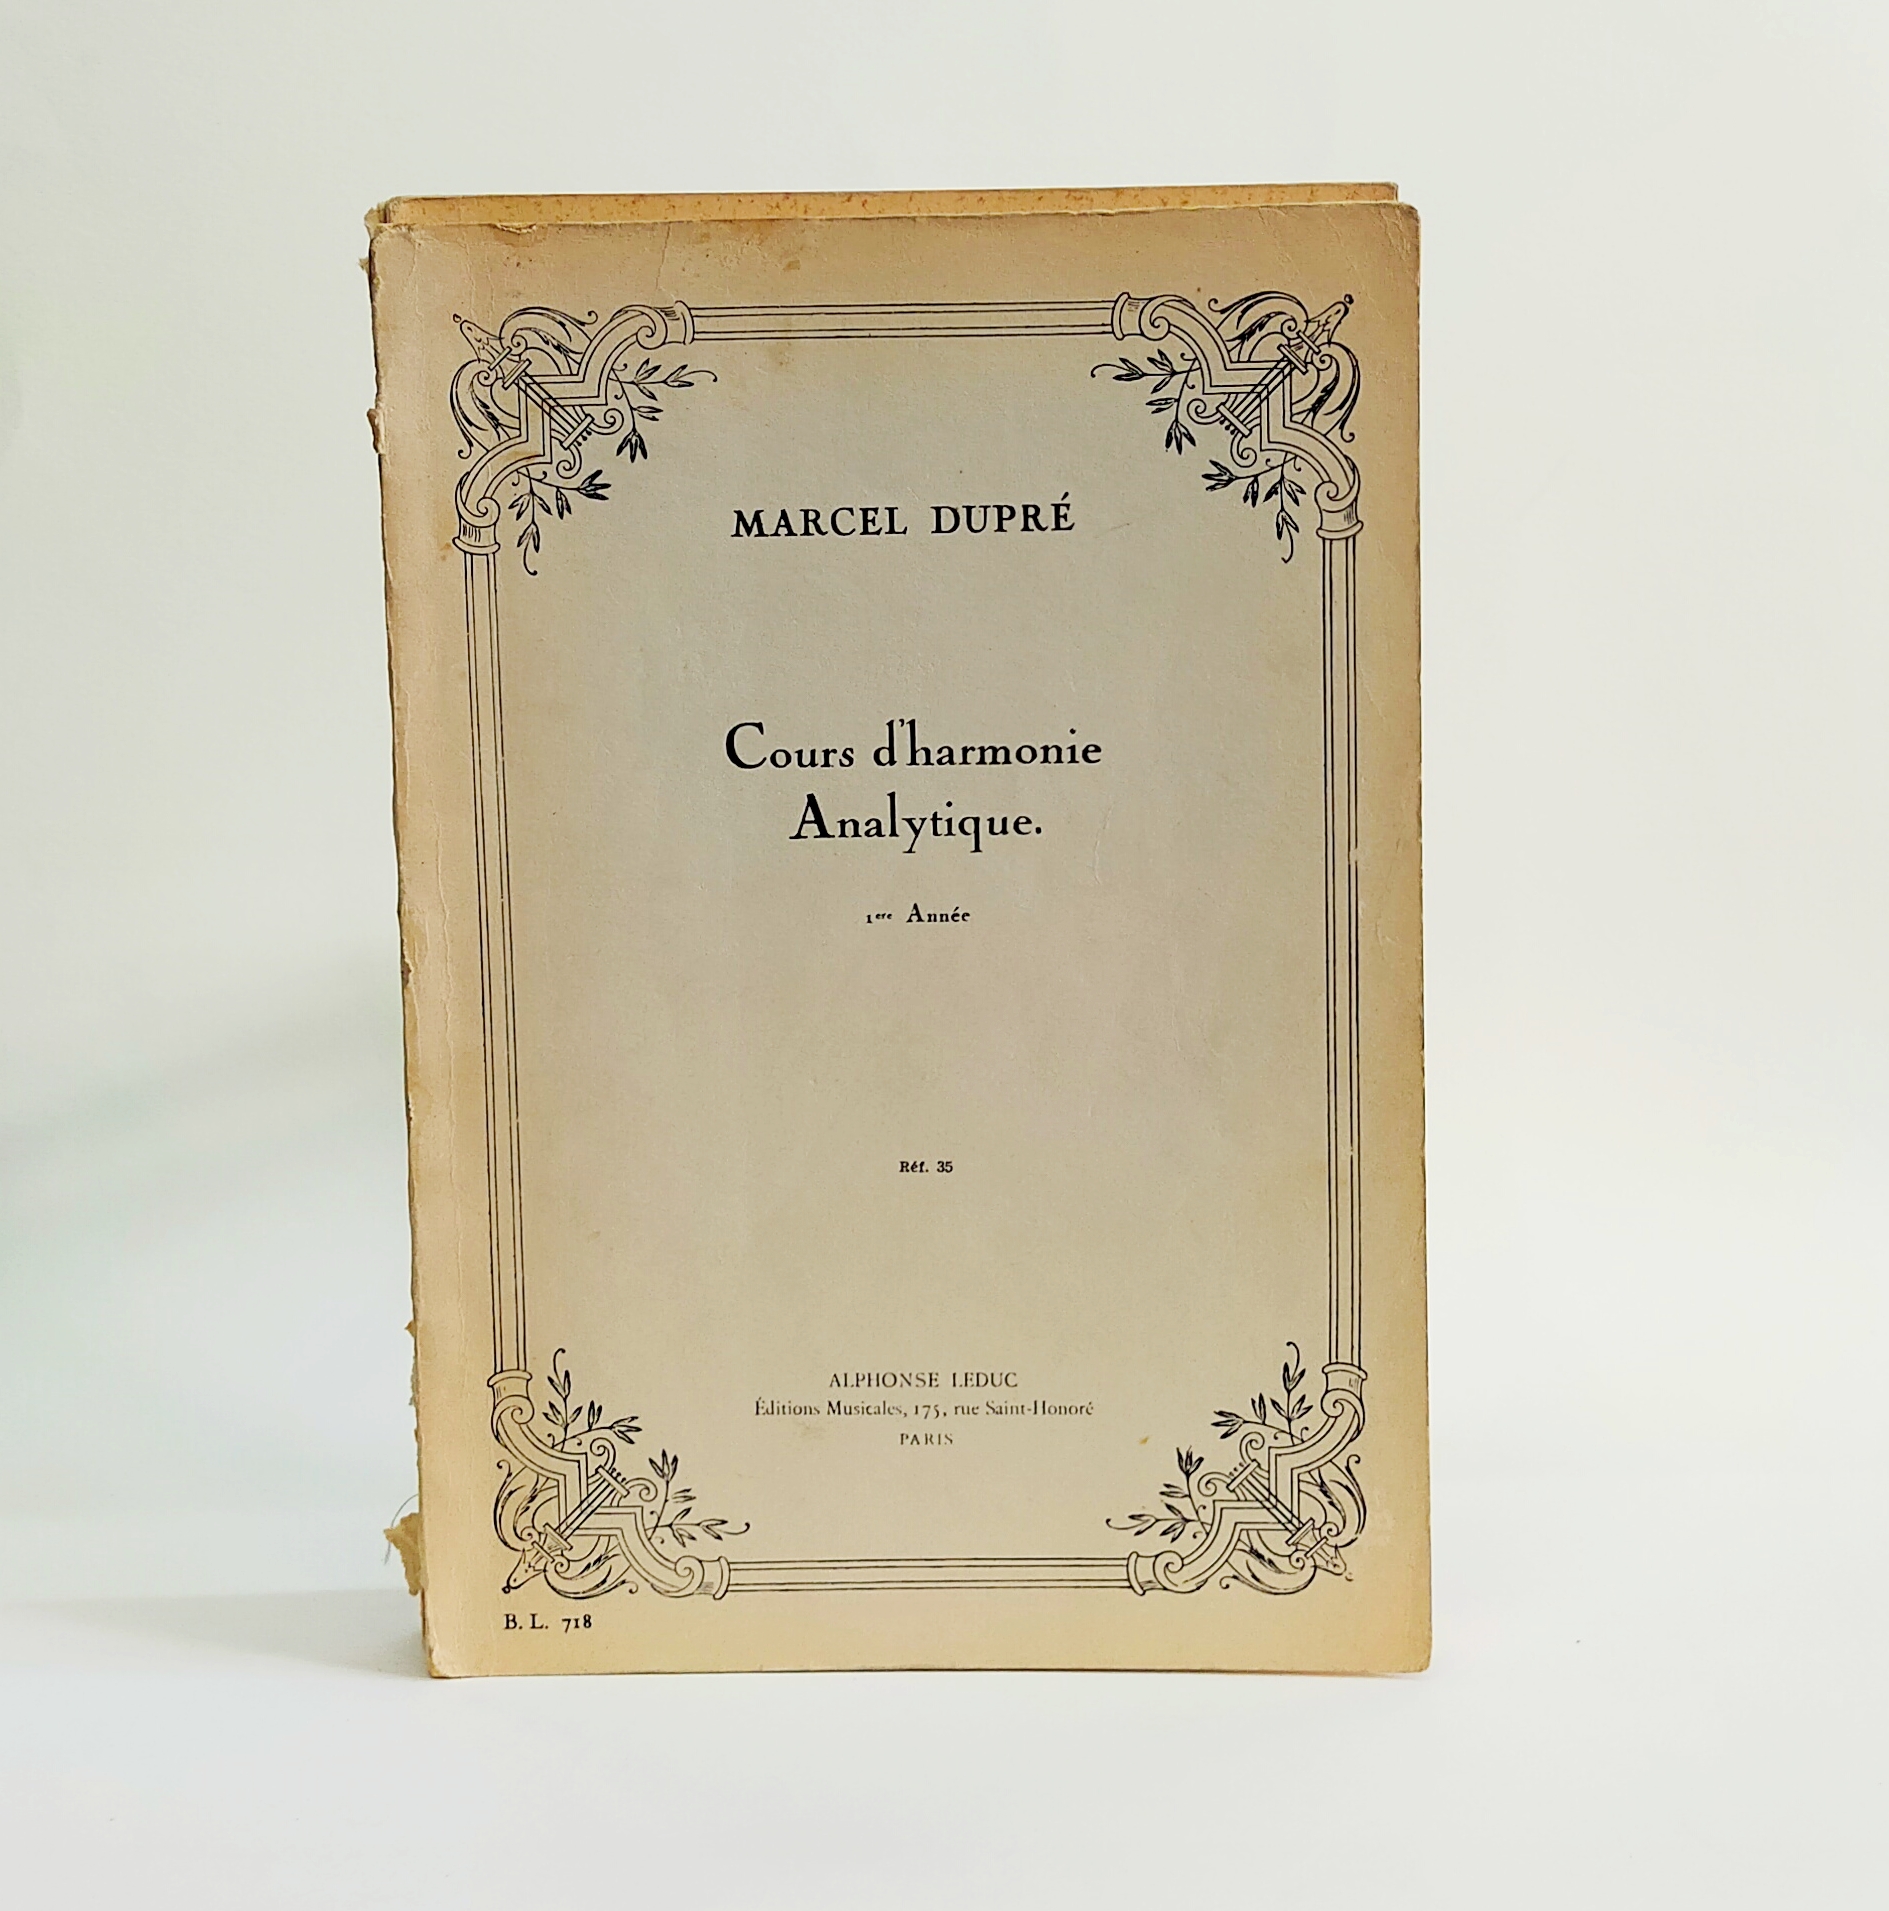 MARCEL DUPRÉ
Cours d'harmonie
Analytique.
1ere Année
Réf. 35
ALPHONSE LEDUC
Éditions Musicales, 175, rue Saint-Honoré
PARIS
B. L. 718